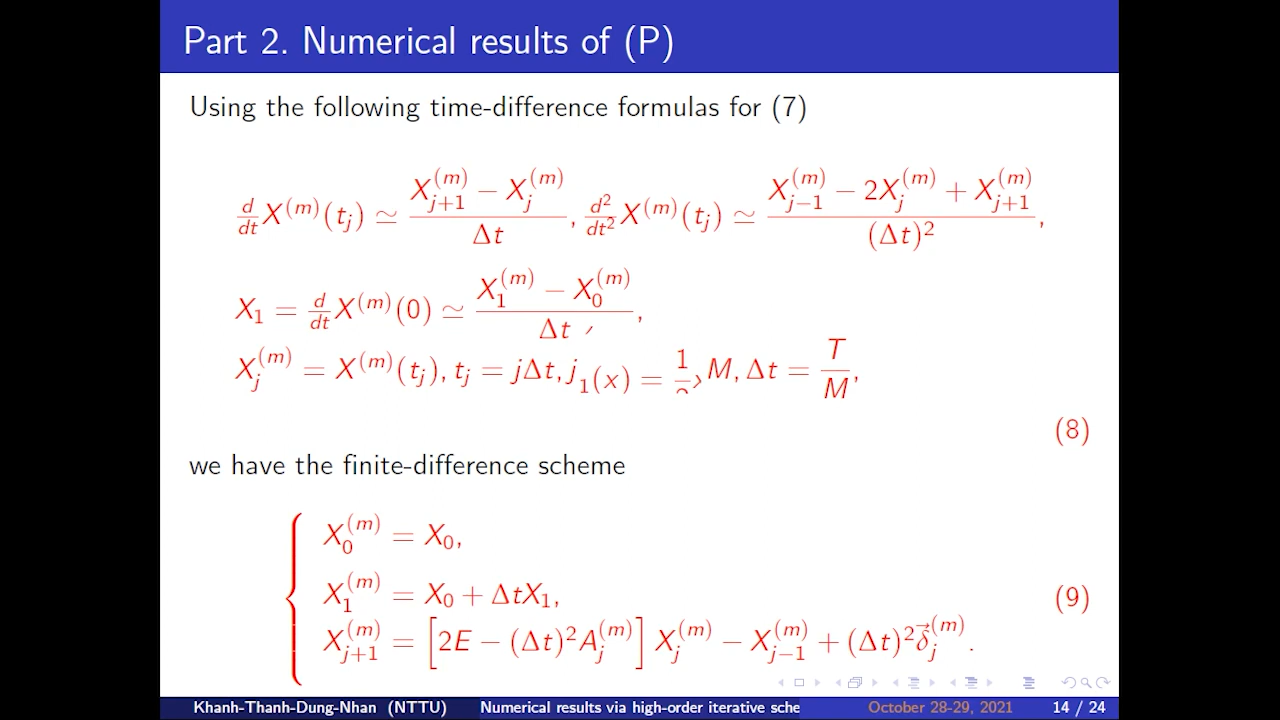 Part 2. Numerical results of (P)
Using the following time-difference formulas for (7)
d/dt X^(m)(t_j) ≃ (X_{j+1}^(m) − X_j^(m)) / Δt, d²/dt² X^(m)(t_j) ≃ (X_{j−1}^(m) − 2X_j^(m) + X_{j+1}^(m)) / (Δt)²,
X_1 = d/dt X^(m)(0) ≃ (X_1^(m) − X_0^(m)) / Δt,
X_j^(m) = X^(m)(t_j), t_j = jΔt, j_1(x) = M, Δt = T/M,
(8)
we have the finite-difference scheme
X_0^(m) = X_0,
X_1^(m) = X_0 + ΔtX_1, (9)
X_{j+1}^(m) = [2E − (Δt)²A_j^(m)] X_j^(m) − X_{j−1}^(m) + (Δt)²δ⃗_j^(m).
Khanh-Thanh-Dung-Nhan (NTTU) Numerical results via high-order iterative sche October 28-29, 2021 14 / 24